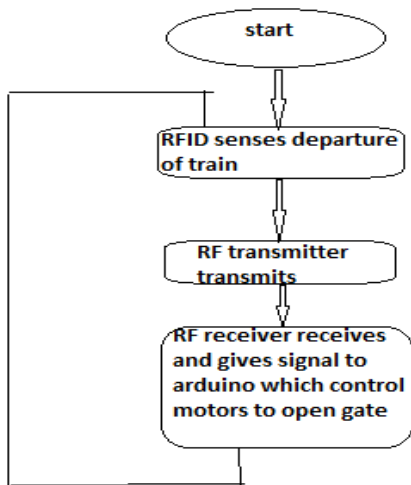 start
RFID senses departure
of train
RF transmitter
transmits
RF receiver receives
and gives signal to
arduino which control
motors to open gate